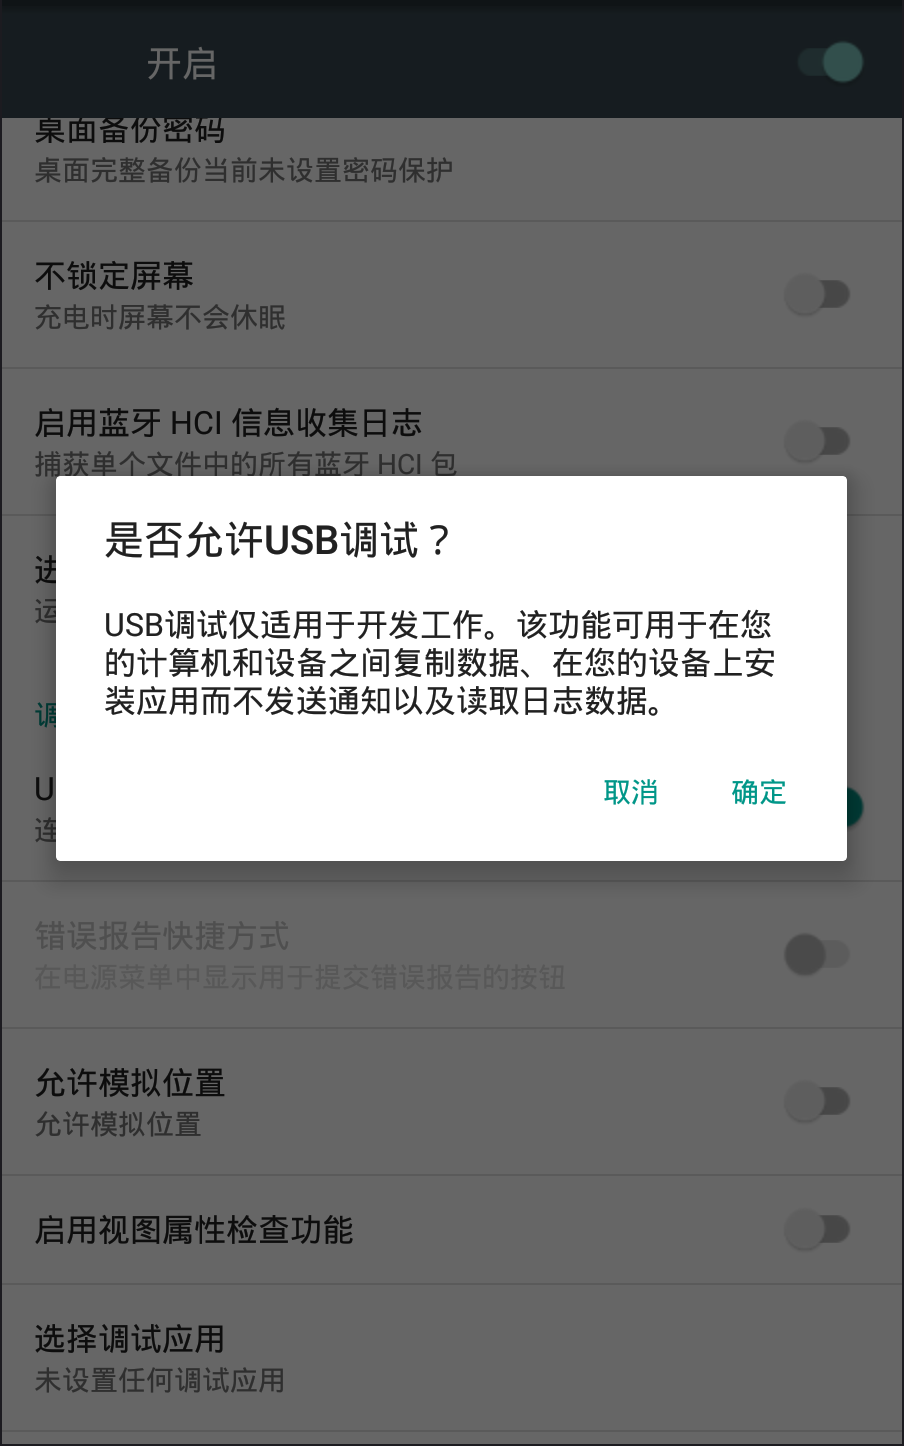 开启
桌面备份密码
桌面完整备份当前未设置密码保护
不锁定屏幕
充电时屏幕不会休眠
启用蓝牙 HCI 信息收集日志
捕获单个文件中的所有蓝牙 HCI 包
是否允许USB调试？
进
运
USB调试仅适用于开发工作。该功能可用于在您
的计算机和设备之间复制数据、在您的设备上安
装应用而不发送通知以及读取日志数据。
调
U
连
取消
确定
错误报告快捷方式
在电源菜单中显示用于提交错误报告的按钮
允许模拟位置
允许模拟位置
启用视图属性检查功能
选择调试应用
未设置任何调试应用